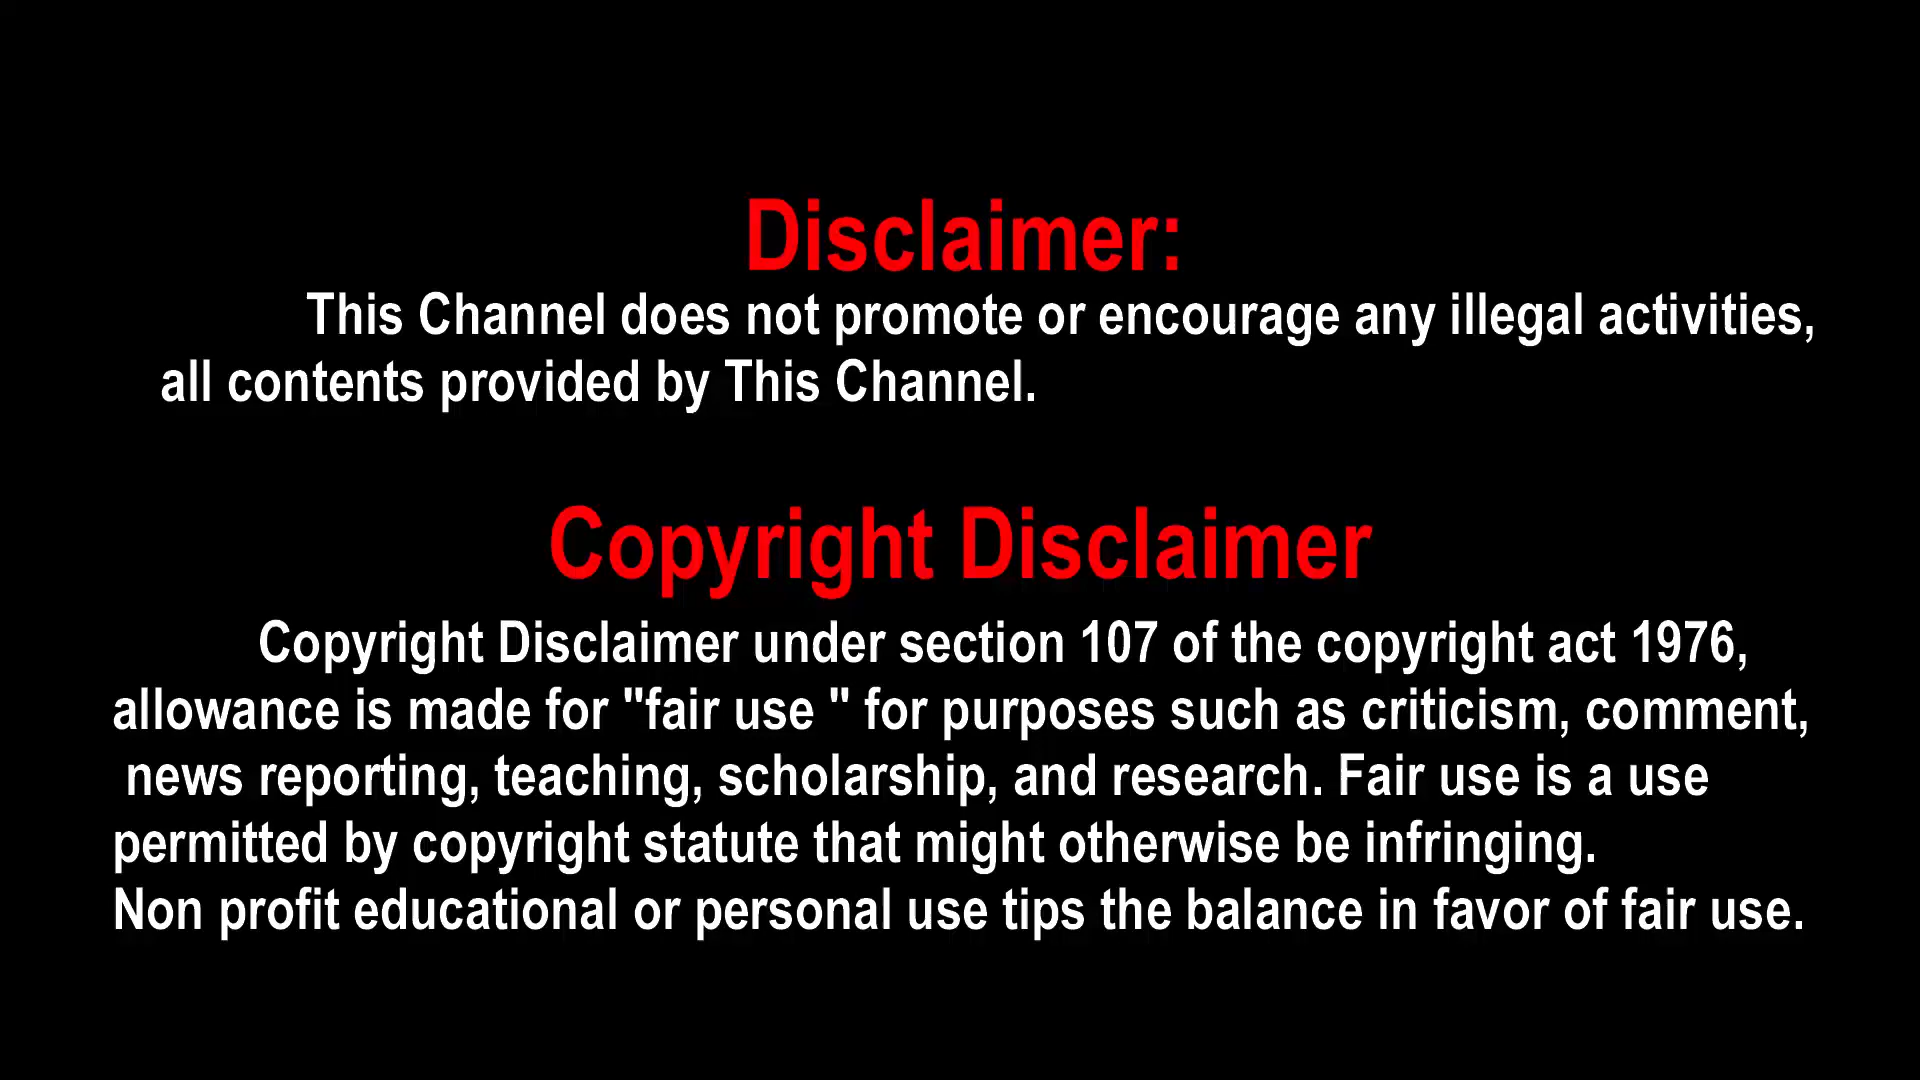 Disclaimer:
This Channel does not promote or encourage any illegal activities,
all contents provided by This Channel.
Copyright Disclaimer
Copyright Disclaimer under section 107 of the copyright act 1976,
allowance is made for "fair use " for purposes such as criticism, comment,
news reporting, teaching, scholarship, and research. Fair use is a use
permitted by copyright statute that might otherwise be infringing.
Non profit educational or personal use tips the balance in favor of fair use.